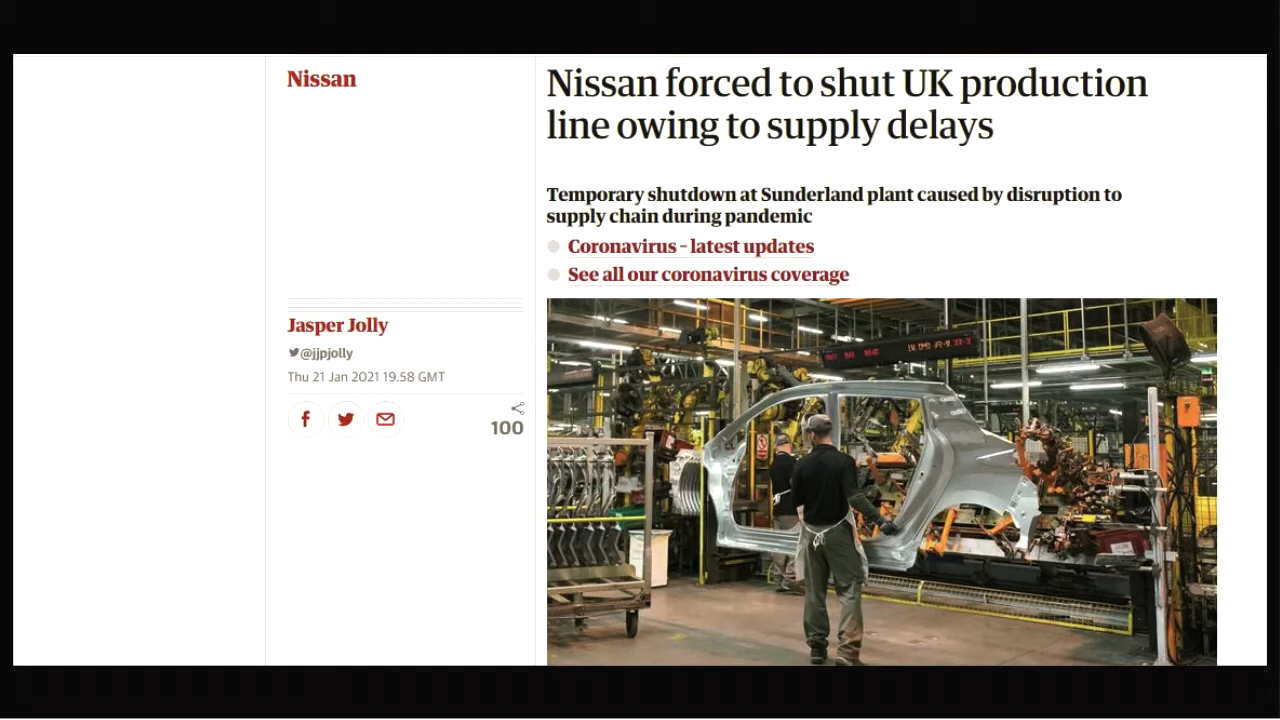 Nissan
Nissan forced to shut UK production
line owing to supply delays
Temporary shutdown at Sunderland plant caused by disruption to
supply chain during pandemic
Coronavirus – latest updates
See all our coronavirus coverage
Jasper Jolly
@jjpjolly
Thu 21 Jan 2021 19.58 GMT
100